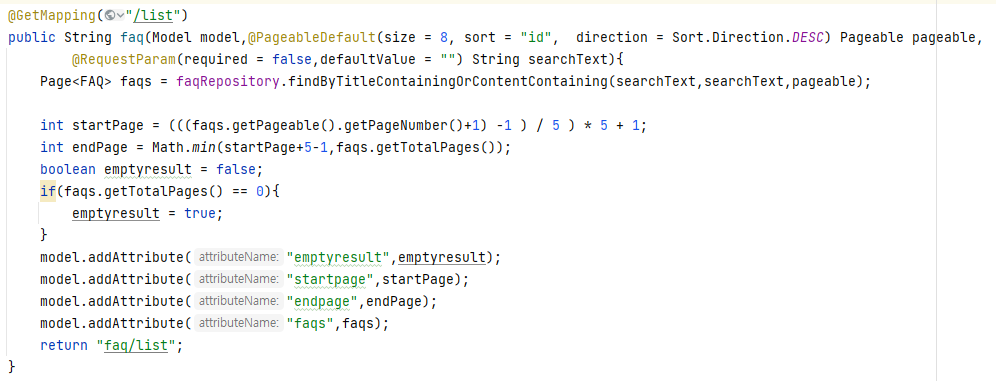 @GetMapping("/list")
public String faq(Model model,@PageableDefault(size = 8, sort = "id",  direction = Sort.Direction.DESC) Pageable pageable,
        @RequestParam(required = false,defaultValue = "") String searchText){
    Page<FAQ> faqs = faqRepository.findByTitleContainingOrContentContaining(searchText,searchText,pageable);

    int startPage = (((faqs.getPageable().getPageNumber()+1) -1 ) / 5 ) * 5 + 1;
    int endPage = Math.min(startPage+5-1,faqs.getTotalPages());
    boolean emptyresult = false;
    if(faqs.getTotalPages() == 0){
        emptyresult = true;
    }
    model.addAttribute( attributeName: "emptyresult",emptyresult);
    model.addAttribute( attributeName: "startpage",startPage);
    model.addAttribute( attributeName: "endpage",endPage);
    model.addAttribute( attributeName: "faqs",faqs);
    return "faq/list";
}